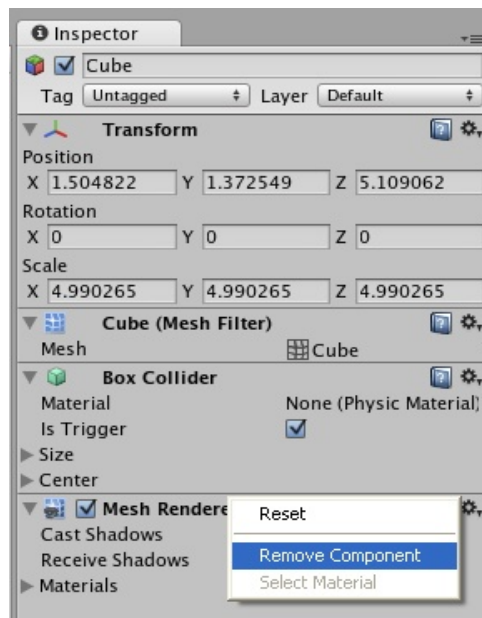 Inspector
Cube
Tag Untagged Layer Default
Transform
Position
X 1.504822 Y 1.372549 Z 5.109062
Rotation
X 0 Y 0 Z 0
Scale
X 4.990265 Y 4.990265 Z 4.990265
Cube (Mesh Filter)
Mesh Cube
Box Collider
Material None (Physic Material)
Is Trigger
Size
Center
Mesh Rendere
Reset
Cast Shadows
Remove Component
Receive Shadows
Select Material
Materials